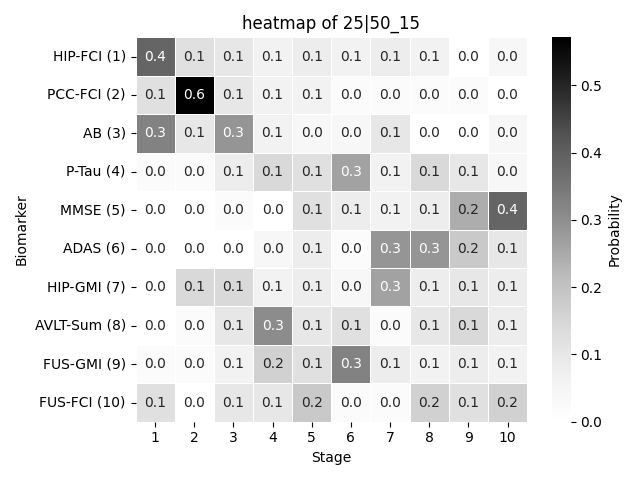 heatmap of 25|50_15
HIP-FCI (1) 0.4 0.1 0.1 0.1 0.1 0.1 0.1 0.1 0.0 0.0
PCC-FCI (2) 0.1 0.6 0.1 0.1 0.1 0.0 0.0 0.0 0.0 0.0
AB (3) 0.3 0.1 0.3 0.1 0.0 0.0 0.1 0.0 0.0 0.0
P-Tau (4) 0.0 0.0 0.1 0.1 0.1 0.3 0.1 0.1 0.1 0.0
MMSE (5) 0.0 0.0 0.0 0.0 0.1 0.1 0.1 0.1 0.2 0.4
ADAS (6) 0.0 0.0 0.0 0.0 0.1 0.0 0.3 0.3 0.2 0.1
HIP-GMI (7) 0.0 0.1 0.1 0.1 0.1 0.0 0.3 0.1 0.1 0.1
AVLT-Sum (8) 0.0 0.0 0.1 0.3 0.1 0.1 0.0 0.1 0.1 0.1
FUS-GMI (9) 0.0 0.0 0.1 0.2 0.1 0.3 0.1 0.1 0.1 0.1
FUS-FCI (10) 0.1 0.0 0.1 0.1 0.2 0.0 0.0 0.2 0.1 0.2
1 2 3 4 5 6 7 8 9 10
Stage
Biomarker
0.5
0.4
0.3
0.2
0.1
0.0
Probability